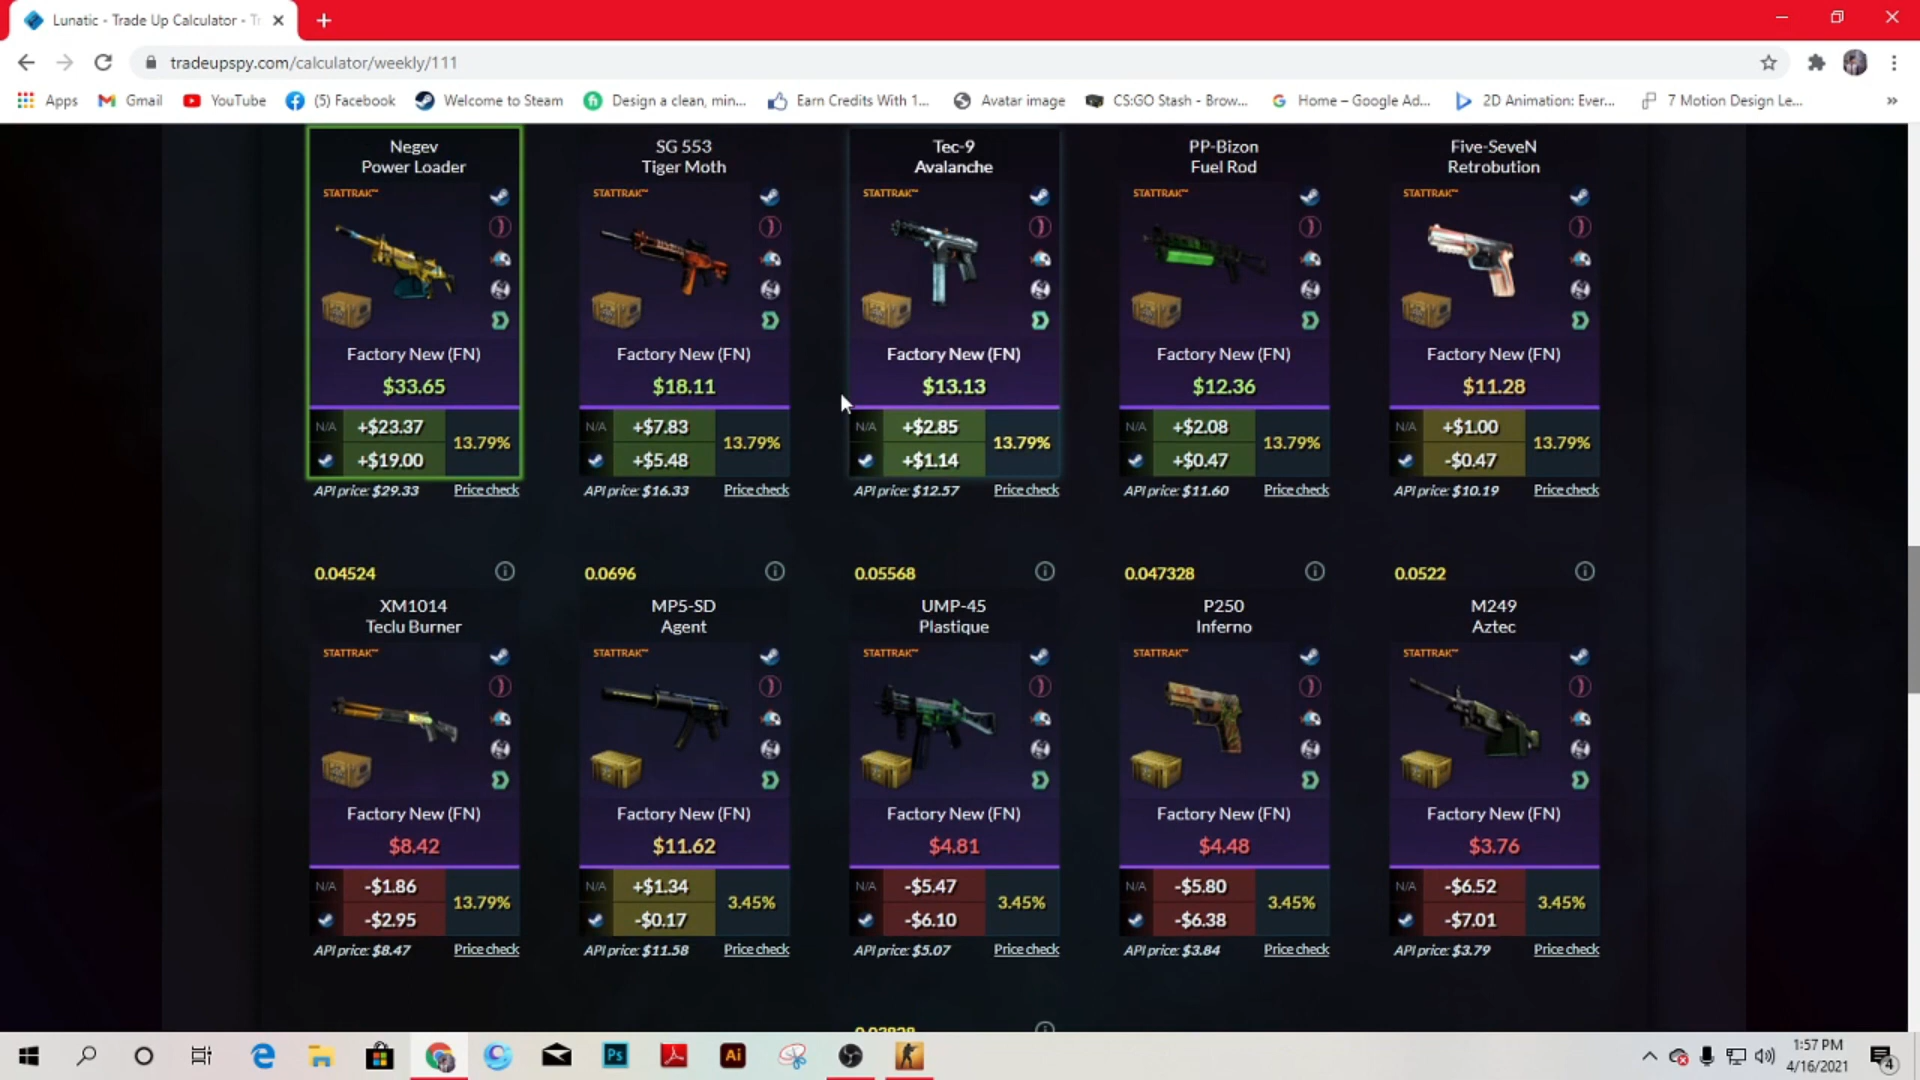 Lunatic - Trade Up Calculator - Tr
tradeupspy.com/calculator/weekly/111
Apps Gmail YouTube (5) Facebook Welcome to Steam Design a clean, min... Earn Credits With 1... Avatar image CS:GO Stash - Brow... Home – Google Ad... 2D Animation: Ever... 7 Motion Design Le... »
Negev SG 553 Tec-9 PP-Bizon Five-SeveN
Power Loader Tiger Moth Avalanche Fuel Rod Retrobution
STATTRAK™ STATTRAK™ STATTRAK™ STATTRAK™ STATTRAK™
Factory New (FN) Factory New (FN) Factory New (FN) Factory New (FN) Factory New (FN)
$33.65 $18.11 $13.13 $12.36 $11.28
N/A +$23.37 13.79% N/A +$7.83 13.79% N/A +$2.85 13.79% N/A +$2.08 13.79% N/A +$1.00 13.79%
+$19.00 +$5.48 +$1.14 +$0.47 -$0.47
API price: $29.33 Price check API price: $16.33 Price check API price: $12.57 Price check API price: $11.60 Price check API price: $10.19 Price check
0.04524 0.0696 0.05568 0.047328 0.0522
XM1014 MP5-SD UMP-45 P250 M249
Teclu Burner Agent Plastique Inferno Aztec
STATTRAK™ STATTRAK™ STATTRAK™ STATTRAK™ STATTRAK™
Factory New (FN) Factory New (FN) Factory New (FN) Factory New (FN) Factory New (FN)
$8.42 $11.62 $4.81 $4.48 $3.76
N/A -$1.86 13.79% N/A +$1.34 3.45% N/A -$5.47 3.45% N/A -$5.80 3.45% N/A -$6.52 3.45%
-$2.95 -$0.17 -$6.10 -$6.38 -$7.01
API price: $8.47 Price check API price: $11.58 Price check API price: $5.07 Price check API price: $3.84 Price check API price: $3.79 Price check
Ps Ai
1:57 PM
4/16/2021
4